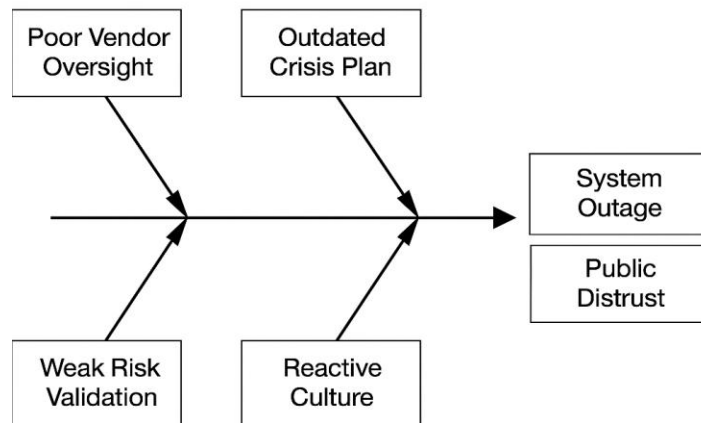 Poor Vendor
Oversight
Outdated
Crisis Plan
System
Outage
Public
Distrust
Weak Risk
Validation
Reactive
Culture